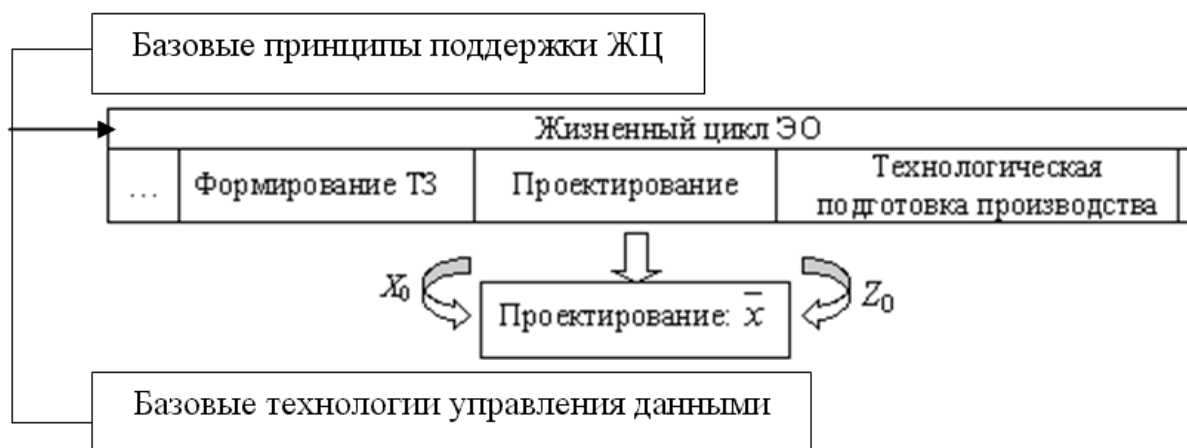 Базовые принципы поддержки ЖЦ
Жизненный цикл ЭО
...
Формирование ТЗ
Проектирование
Технологическая
подготовка производства
X₀
Z₀
Проектирование: x̅
Базовые технологии управления данными